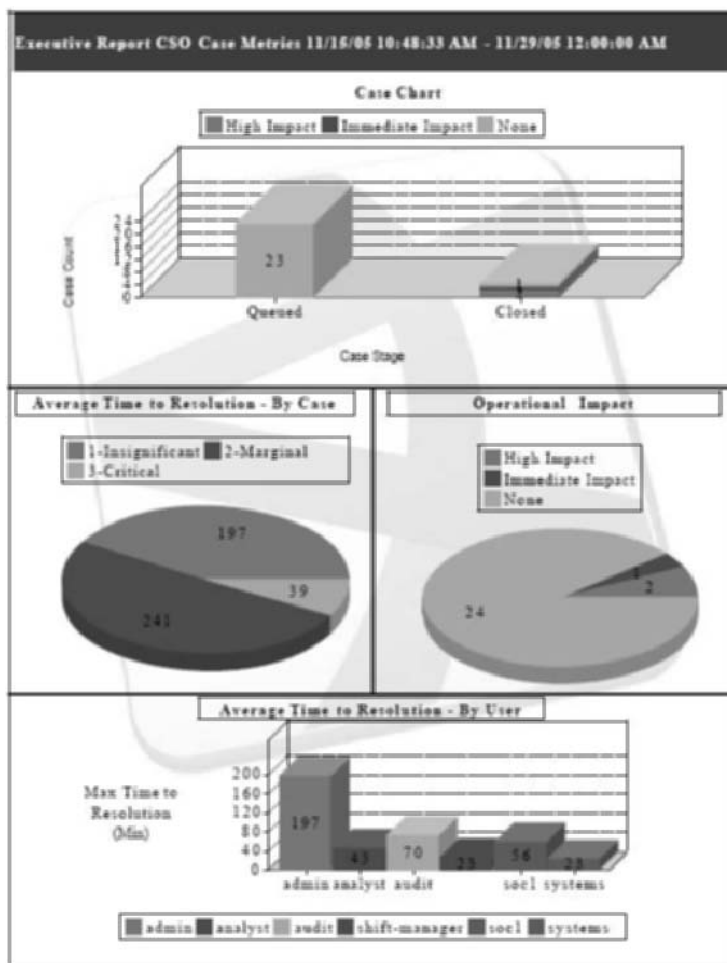 Executive Report CSO Case Metrics 11/15/05 10:48:33 AM - 11/29/05 12:00:00 AM
Case Chart
High Impact Immediate Impact None
Case Count
23
1
Queued Closed
Case Stage
Average Time to Resolution - By Case
1-Insignificant 2-Marginal
3-Critical
197
39
241
Operational Impact
High Impact
Immediate Impact
None
1
2
24
Average Time to Resolution - By User
Max Time to
Resolution
(Min)
200
160
120
80
40
0
197 43 70 23 56 23
admin analyst audit soc1 systems
admin analyst audit shift-manager soc1 systems